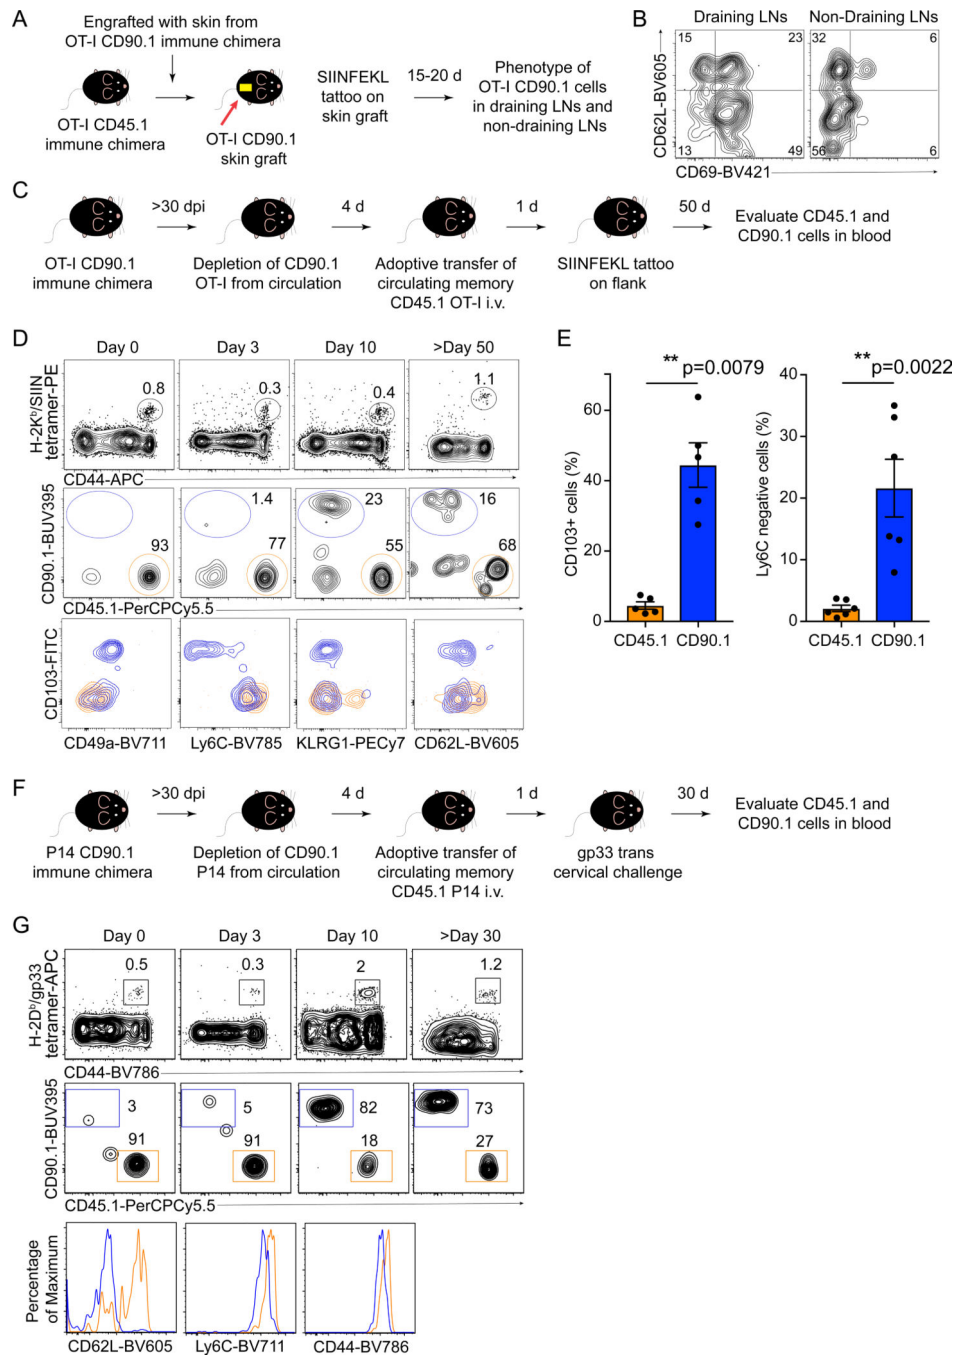 A
Engrafted with skin from
OT-I CD90.1 immune chimera
OT-I CD45.1
immune chimera
OT-I CD90.1
skin graft
SIINFEKL
tattoo on
skin graft
15-20 d
Phenotype of
OT-I CD90.1 cells
in draining LNs and
non-draining LNs
B
Draining LNs
Non-Draining LNs
CD62L-BV605
15
23
13
49
32
6
56
6
CD69-BV421
C
>30 dpi
4 d
1 d
50 d
OT-I CD90.1
immune chimera
Depletion of CD90.1
OT-I from circulation
Adoptive transfer of
circulating memory
CD45.1 OT-I i.v.
SIINFEKL tattoo
on flank
Evaluate CD45.1 and
CD90.1 cells in blood
D
Day 0
Day 3
Day 10
>Day 50
H-2Kᵇ/SIIN
tetramer-PE
0.8
0.3
0.4
1.1
CD44-APC
CD90.1-BUV395
93
1.4
77
23
55
16
68
CD45.1-PerCPCy5.5
CD103-FITC
CD49a-BV711
Ly6C-BV785
KLRG1-PECy7
CD62L-BV605
E
** p=0.0079
CD103+ cells (%)
60
40
20
0
CD45.1
CD90.1
** p=0.0022
Ly6C negative cells (%)
40
30
20
10
0
CD45.1
CD90.1
F
>30 dpi
4 d
1 d
30 d
P14 CD90.1
immune chimera
Depletion of CD90.1
P14 from circulation
Adoptive transfer of
circulating memory
CD45.1 P14 i.v.
gp33 trans
cervical challenge
Evaluate CD45.1 and
CD90.1 cells in blood
G
Day 0
Day 3
Day 10
>Day 30
H-2Dᵇ/gp33
tetramer-APC
0.5
0.3
2
1.2
CD44-BV786
CD90.1-BUV395
3
91
5
91
82
18
73
27
CD45.1-PerCPCy5.5
Percentage
of Maximum
CD62L-BV605
Ly6C-BV711
CD44-BV786